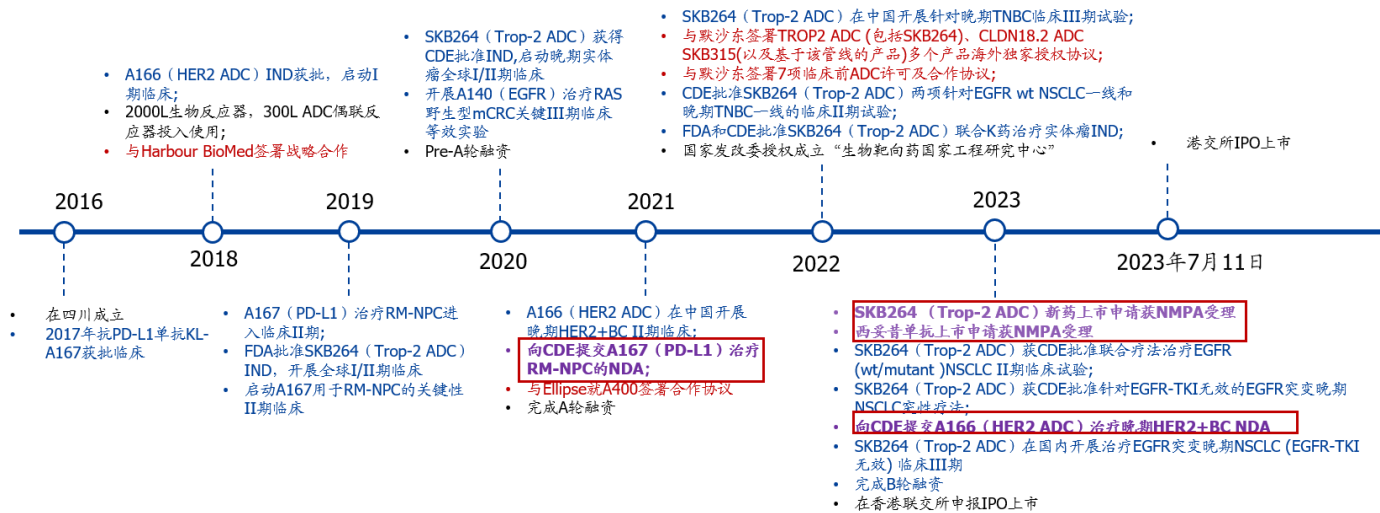 2016
• 在四川成立
• 2017年抗PD-L1单抗KL-
A167获批临床
• A166（HER2 ADC）IND获批，启动I
期临床;
• 2000L生物反应器，300L ADC偶联反
应器投入使用;
• 与Harbour BioMed签署战略合作
2018
2019
• A167（PD-L1）治疗RM-NPC进
入临床II期;
• FDA批准SKB264（Trop-2 ADC）
IND，开展全球I/II期临床
• 启动A167用于RM-NPC的关键性
II期临床
• SKB264（Trop-2 ADC）获得
CDE批准IND,启动晚期实体
瘤全球I/II期临床
• 开展A140（EGFR）治疗RAS
野生型mCRC关键III期临床
等效实验
• Pre-A轮融资
2020
2021
• A166（HER2 ADC）在中国开展
晚期HER2+BC II期临床;
• 向CDE提交A167（PD-L1）治疗
RM-NPC的NDA;
• 与Ellipse就A400签署合作协议
• 完成A轮融资
• SKB264（Trop-2 ADC）在中国开展针对晚期TNBC临床III期试验;
• 与默沙东签署TROP2 ADC (包括SKB264)、CLDN18.2 ADC
SKB315(以及基于该管线的产品)多个产品海外独家授权协议;
• 与默沙东签署7项临床前ADC许可及合作协议;
• CDE批准SKB264（Trop-2 ADC）两项针对EGFR wt NSCLC一线和
晚期TNBC一线的临床II期试验;
• FDA和CDE批准SKB264（Trop-2 ADC）联合K药治疗实体瘤IND;
• 国家发改委授权成立“生物靶向药国家工程研究中心”
2022
2023
• SKB264 （Trop-2 ADC）新药上市申请获NMPA受理
• 西妥昔单抗上市申请获NMPA受理
• SKB264（Trop-2 ADC）获CDE批准联合疗法治疗EGFR
(wt/mutant )NSCLC II期临床试验;
• SKB264（Trop-2 ADC）获CDE批准针对EGFR-TKI无效的EGFR突变晚期
NSCLC突性疗法;
• 向CDE提交A166（HER2 ADC）治疗晚期HER2+BC NDA
• SKB264（Trop-2 ADC）在国内开展治疗EGFR突变晚期NSCLC (EGFR-TKI
无效) 临床III期
• 完成B轮融资
• 在香港联交所申报IPO上市
• 港交所IPO上市
2023年7月11日